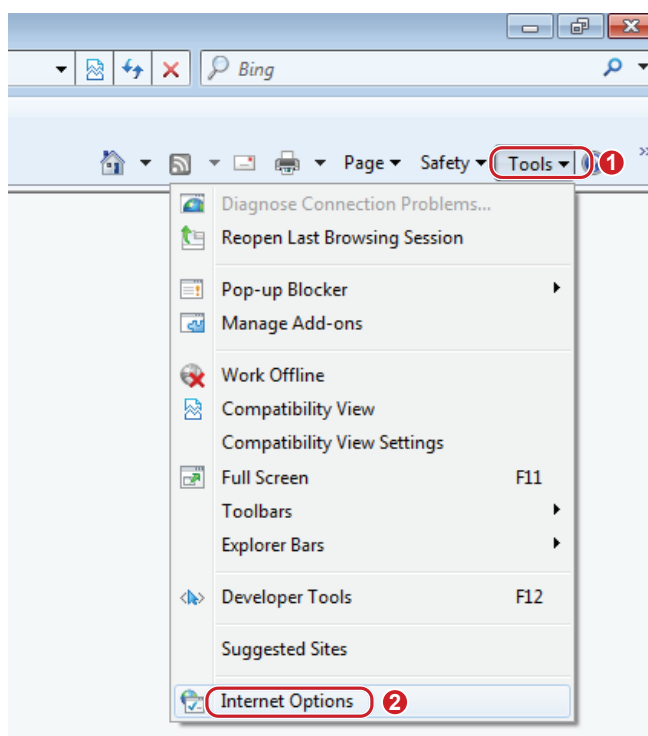 Bing
Page Safety Tools 1
Diagnose Connection Problems...
Reopen Last Browsing Session
Pop-up Blocker
Manage Add-ons
Work Offline
Compatibility View
Compatibility View Settings
Full Screen F11
Toolbars
Explorer Bars
Developer Tools F12
Suggested Sites
Internet Options 2